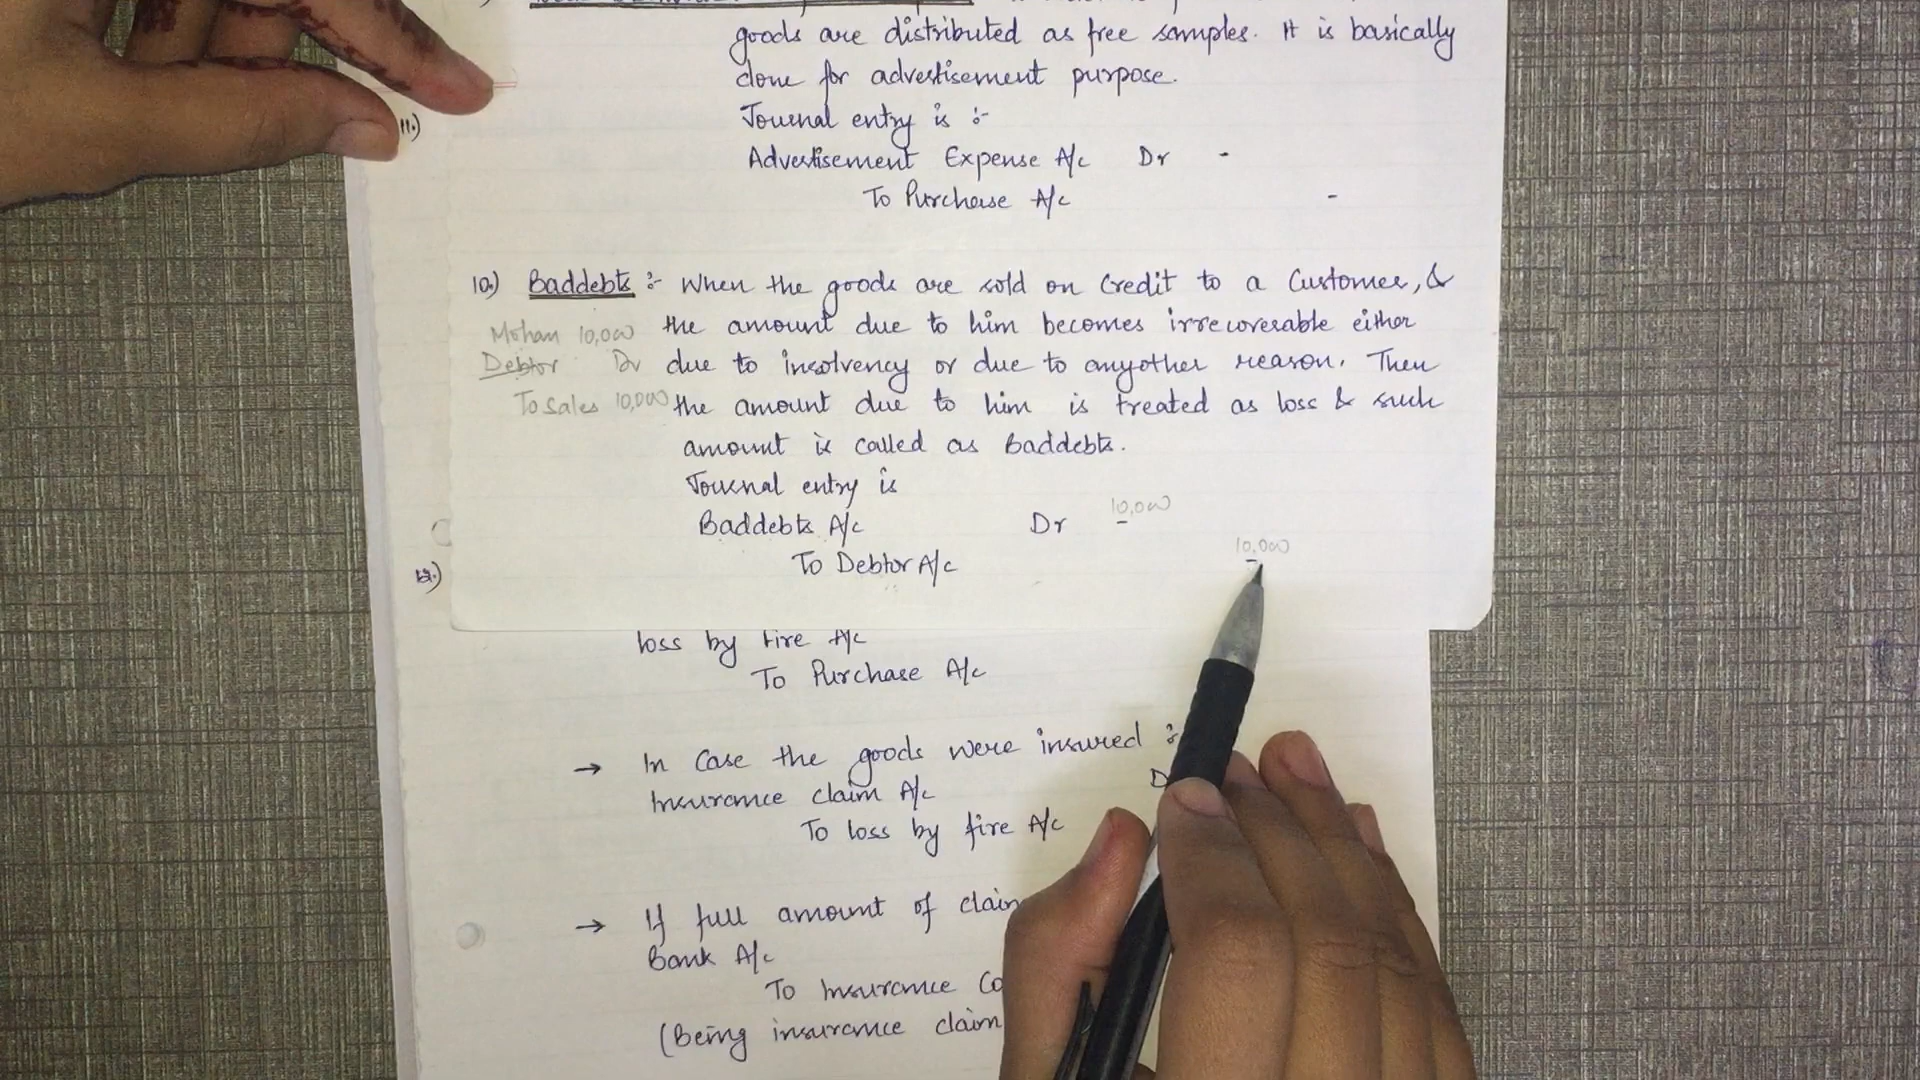 goods are distributed as free samples. It is basically
done for advertisement purpose.
11.)
Journal entry is :-
Advertisement Expense A/c Dr -
To Purchase A/c -
10.) Baddebts :- When the goods are sold on Credit to a Customer, &
Mohan 10,000 the amount due to him becomes irrecoverable either
Debtor Dr due to insolvency or due to anyother reason. Then
To Sales 10,000 the amount due to him is treated as loss & such
amount is called as Baddebts.
Journal entry is
Baddebts A/c Dr 10,000
To Debtor A/c 10,000
12.)
loss by Fire A/c
To Purchase A/c
→ In Case the goods were insured :
Insurance claim A/c D
To loss by fire A/c
→ If full amount of claim
Bank A/c
To Insurance Co
(Being insurance claim